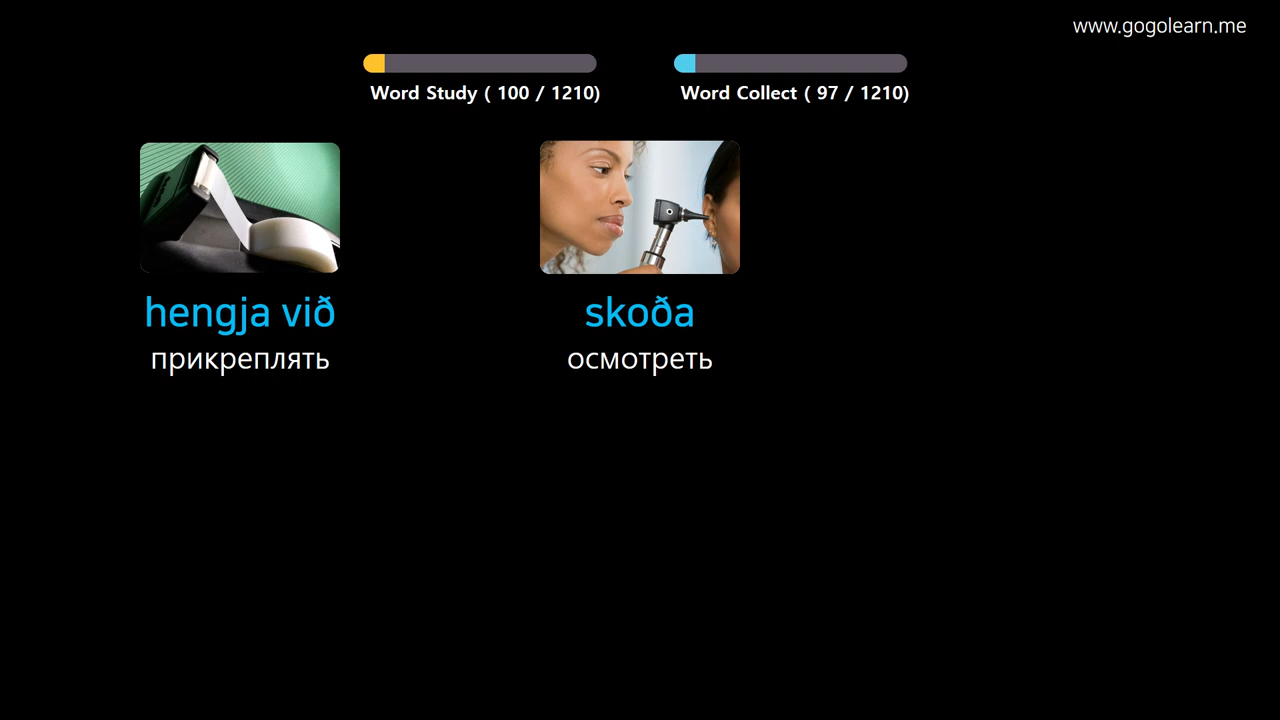 www.gogolearn.me
Word Study ( 100 / 1210)
Word Collect ( 97 / 1210)
hengja við
прикреплять
skoða
осмотреть